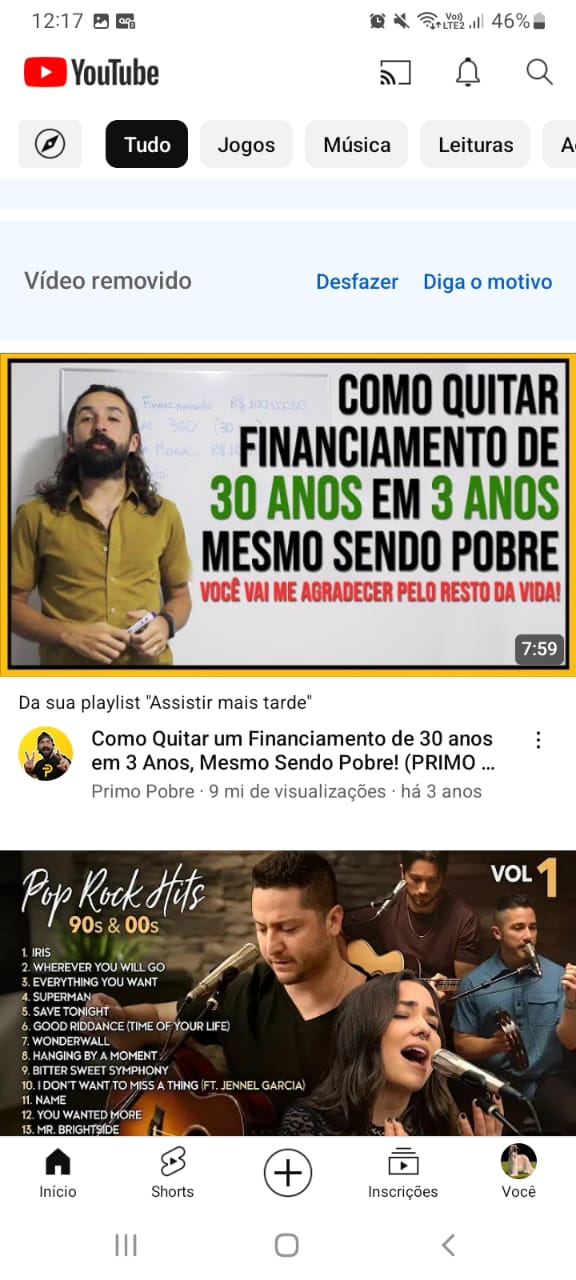 12:17
Vo)) LTE2
46%
YouTube
Tudo
Jogos
Música
Leituras
Vídeo removido
Desfazer
Diga o motivo
Financiamento R$ 100.000,00
360 (30
COMO QUITAR
FINANCIAMENTO DE
30 ANOS EM 3 ANOS
MESMO SENDO POBRE
VOCÊ VAI ME AGRADECER PELO RESTO DA VIDA!
7:59
Da sua playlist "Assistir mais tarde"
Como Quitar um Financiamento de 30 anos
em 3 Anos, Mesmo Sendo Pobre! (PRIMO ...
Primo Pobre · 9 mi de visualizações · há 3 anos
Pop Rock Hits
90s & 00s
VOL 1
1. IRIS
2. WHEREVER YOU WILL GO
3. EVERYTHING YOU WANT
4. SUPERMAN
5. SAVE TONIGHT
6. GOOD RIDDANCE (TIME OF YOUR LIFE)
7. WONDERWALL
8. HANGING BY A MOMENT
9. BITTER SWEET SYMPHONY
10. I DON'T WANT TO MISS A THING (FT. JENNEL GARCIA)
11. NAME
12. YOU WANTED MORE
13. MR. BRIGHTSIDE
Início
Shorts
Inscrições
Você